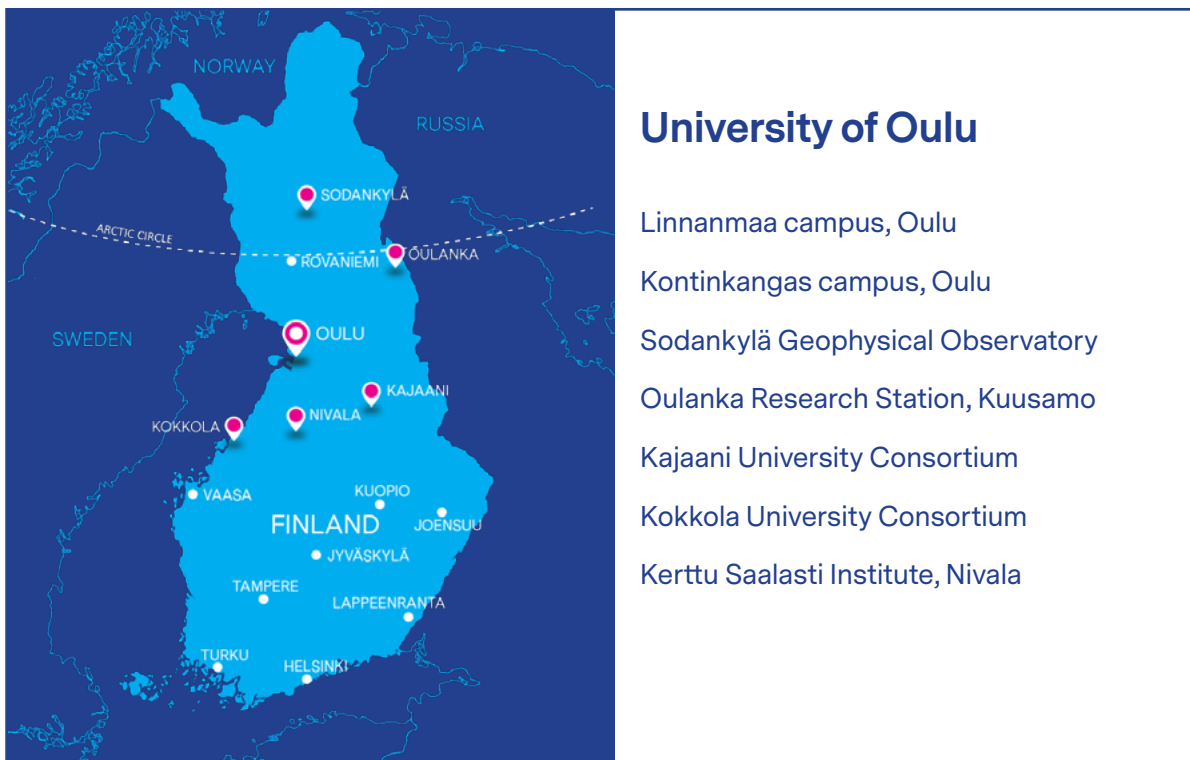 NORWAY
RUSSIA
SODANKYLÄ
ARCTIC CIRCLE
ROVANIEMI
OULANKA
SWEDEN
OULU
KAJAANI
NIVALA
KOKKOLA
VAASA
KUOPIO
FINLAND
JOENSUU
JYVÄSKYLÄ
TAMPERE
LAPPEENRANTA
TURKU
HELSINKI
University of Oulu
Linnanmaa campus, Oulu
Kontinkangas campus, Oulu
Sodankylä Geophysical Observatory
Oulanka Research Station, Kuusamo
Kajaani University Consortium
Kokkola University Consortium
Kerttu Saalasti Institute, Nivala